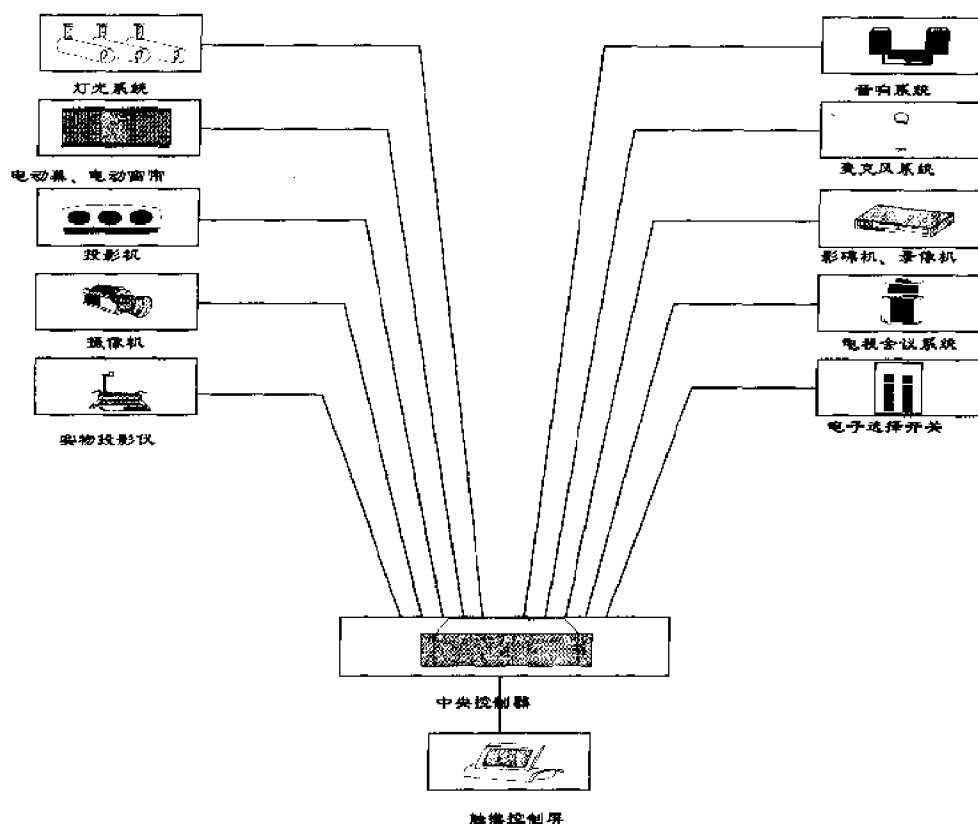 灯光系统
电动幕、电动窗帘
投影机
摄像机
实物投影仪
音响系统
麦克风系统
影碟机、录像机
电视会议系统
电子选择开关
中央控制器
触摸控制屏